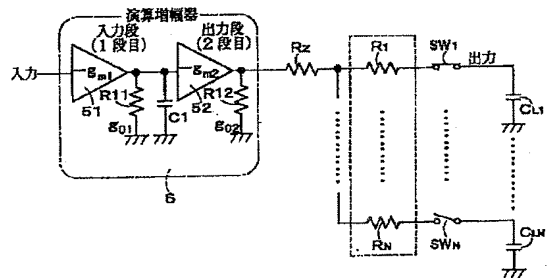 演算増幅器
入力段
(1段目)
出力段
(2段目)
入力
gm1
51
R11
g01
C1
gm2
52
R12
g02
6
RZ
R1
SW1
出力
CL1
RN
SWN
CLN